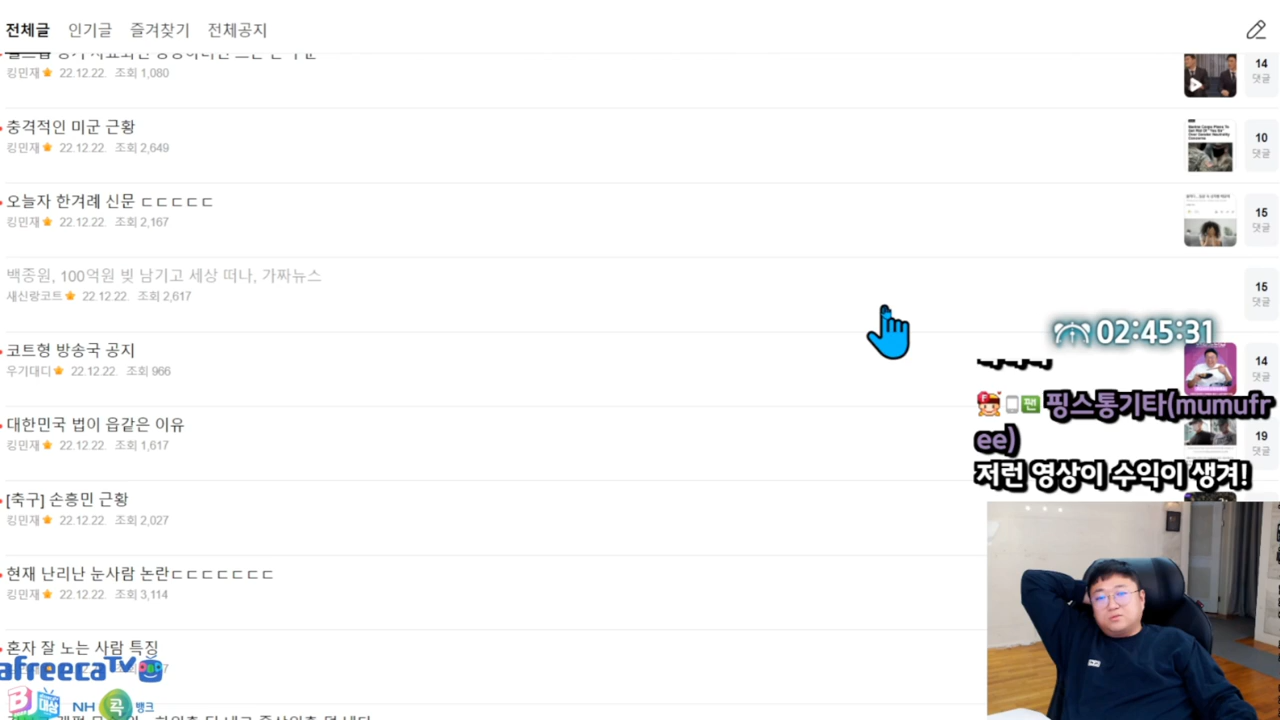 전체글 인기글 즐겨찾기 전체공지
킹민재 22.12.22. 조회 1,080
14
댓글
충격적인 미군 근황
킹민재 22.12.22. 조회 2,649
10
댓글
오늘자 한겨레 신문 ㄷㄷㄷㄷㄷ
킹민재 22.12.22. 조회 2,167
15
댓글
백종원, 100억원 빚 남기고 세상 떠나, 가짜뉴스
새신랑코트 22.12.22. 조회 2,617
15
댓글
02:45:31
코트형 방송국 공지
우기대디 22.12.22. 조회 966
14
댓글
핑스통기타(mumufr
ee)
저런 영상이 수익이 생겨!
대한민국 법이 욥같은 이유
킹민재 22.12.22. 조회 1,617
19
댓글
[축구] 손흥민 근황
킹민재 22.12.22. 조회 2,027
현재 난리난 눈사람 논란ㄷㄷㄷㄷㄷㄷㄷ
킹민재 22.12.22. 조회 3,114
혼자 잘 노는 사람 특징
afreecaTV
NH 콕 뱅크